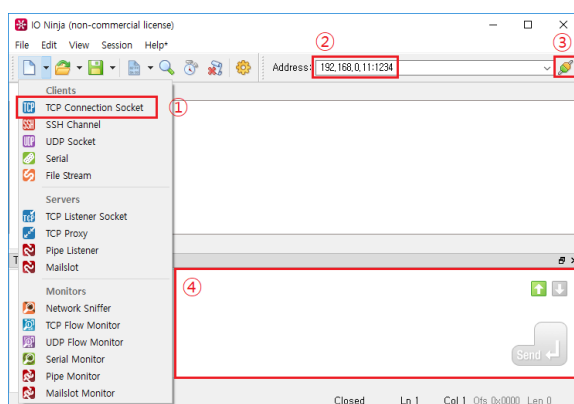 IO Ninja (non-commercial license)
②
File Edit View Session Help*
③
Address: 192,168,0,11:1234
Clients
TCP Connection Socket
①
SSH Channel
UDP Socket
Serial
File Stream
Servers
TCP Listener Socket
TCP Proxy
Pipe Listener
Mailslot
④
Monitors
Network Sniffer
TCP Flow Monitor
UDP Flow Monitor
Send
Serial Monitor
Pipe Monitor
Mailslot Monitor
Closed Ln 1 Col 1 Ofs 0x0000 Len 0